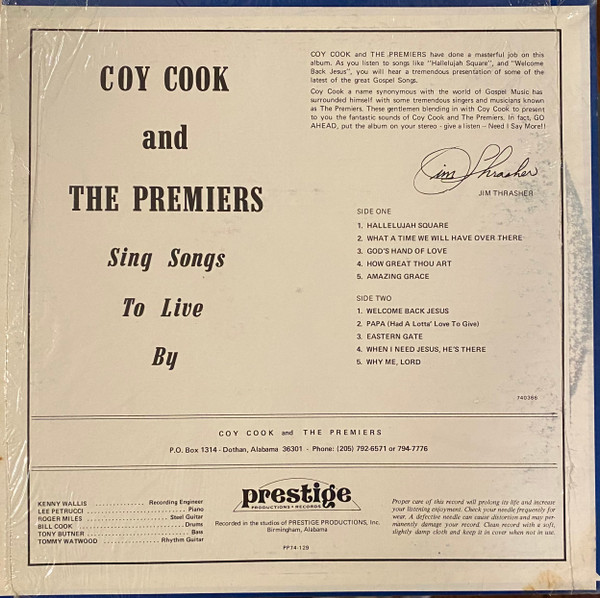 COY COOK
and
THE PREMIERS
Sing Songs
To Live
By
COY COOK and THE PREMIERS have done a masterful job on this
album. As you listen to songs like "Hallelujah Square", and "Welcome
Back Jesus", you will hear a tremendous presentation of some of the
latest of the great Gospel Songs.
Coy Cook a name synonymous with the world of Gospel Music has
surrounded himself with some tremendous singers and musicians known
as The Premiers. These gentlemen blending in with Coy Cook to present
to you the fantastic sounds of Coy Cook and The Premiers. In fact, GO
AHEAD, put the album on your stereo - give a listen - Need I Say More!!
Jim Thrasher
JIM THRASHER
SIDE ONE
1. HALLELUJAH SQUARE
2. WHAT A TIME WE WILL HAVE OVER THERE
3. GOD'S HAND OF LOVE
4. HOW GREAT THOU ART
5. AMAZING GRACE
SIDE TWO
1. WELCOME BACK JESUS
2. PAPA (Had A Lotta' Love To Give)
3. EASTERN GATE
4. WHEN I NEED JESUS, HE'S THERE
5. WHY ME, LORD
740366
COY COOK and THE PREMIERS
P.O. Box 1314 - Dothan, Alabama 36301 - Phone: (205) 792-6571 or 794-7776
KENNY WALLIS .............. Recording Engineer
LEE PETRUCCI .............. Piano
ROGER MILES .............. Steel Guitar
BILL COOK .............. Drums
TONY BUTNER .............. Bass
TOMMY WATWOOD .............. Rhythm Guitar
prestige
PRODUCTIONS • RECORDS
Recorded in the studios of PRESTIGE PRODUCTIONS, Inc.
Birmingham, Alabama
PP74-128
Proper care of this record will prolong its life and increase
your listening enjoyment. Check your needle frequently for
wear. A defective needle can cause distortion and may per-
manently damage your record. Clean record with a soft,
slightly damp cloth and keep it in cover when not in use.